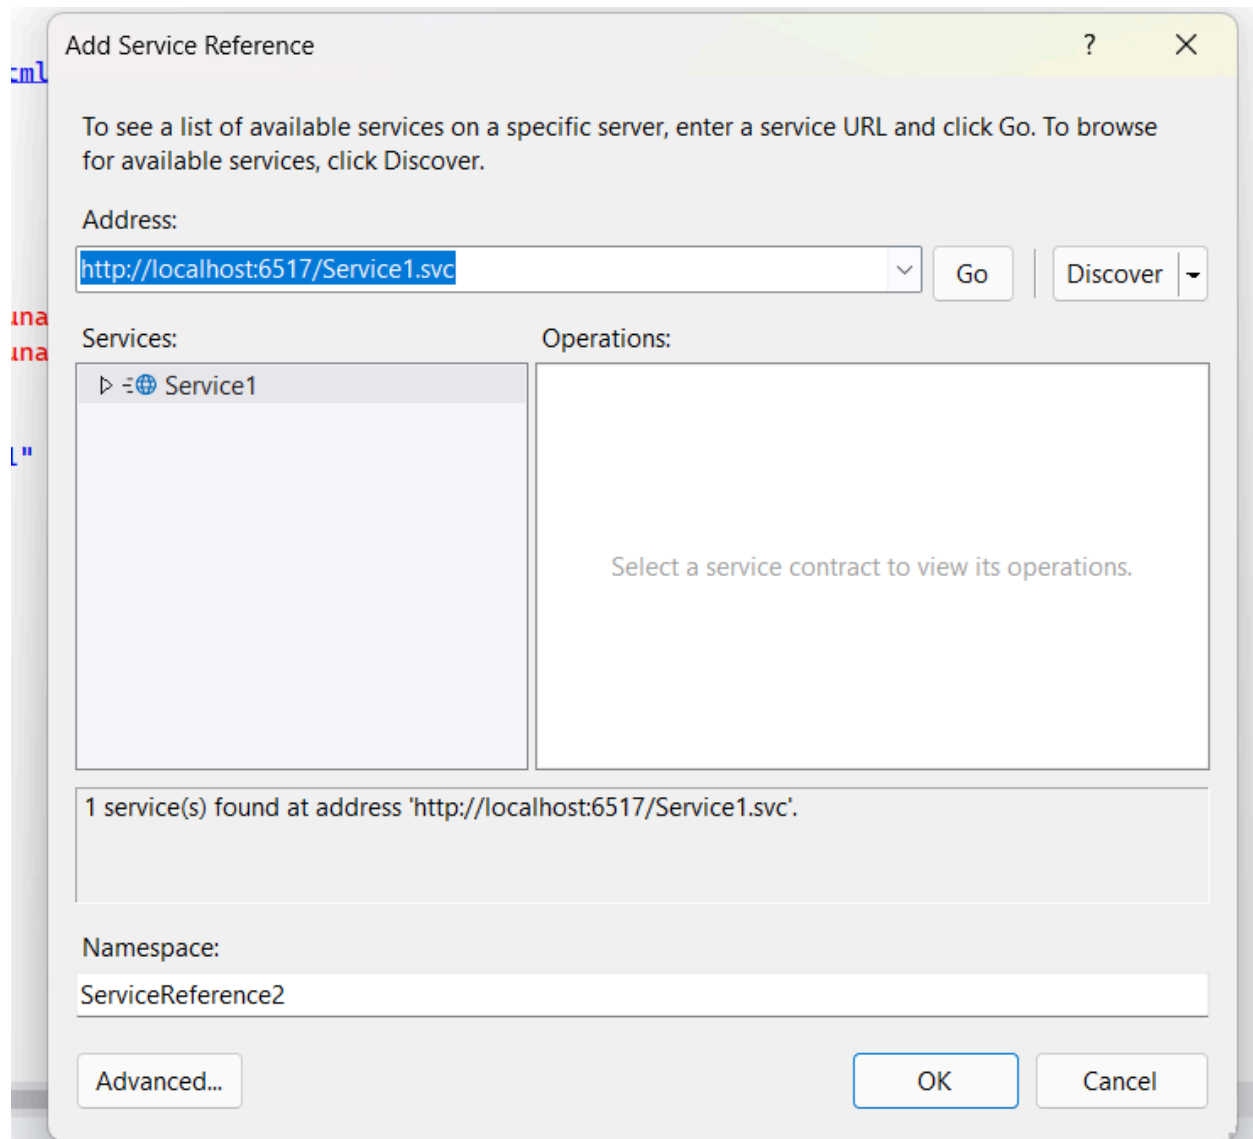 Add Service Reference
?
tml
To see a list of available services on a specific server, enter a service URL and click Go. To browse
for available services, click Discover.
Address:
http://localhost:6517/Service1.svc
Go
Discover
una
una
Services:
Operations:
Service1
l"
Select a service contract to view its operations.
1 service(s) found at address 'http://localhost:6517/Service1.svc'.
Namespace:
ServiceReference2
Advanced...
OK
Cancel